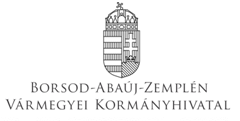 Borsod-Abaúj-Zemplén
Vármegyei Kormányhivatal